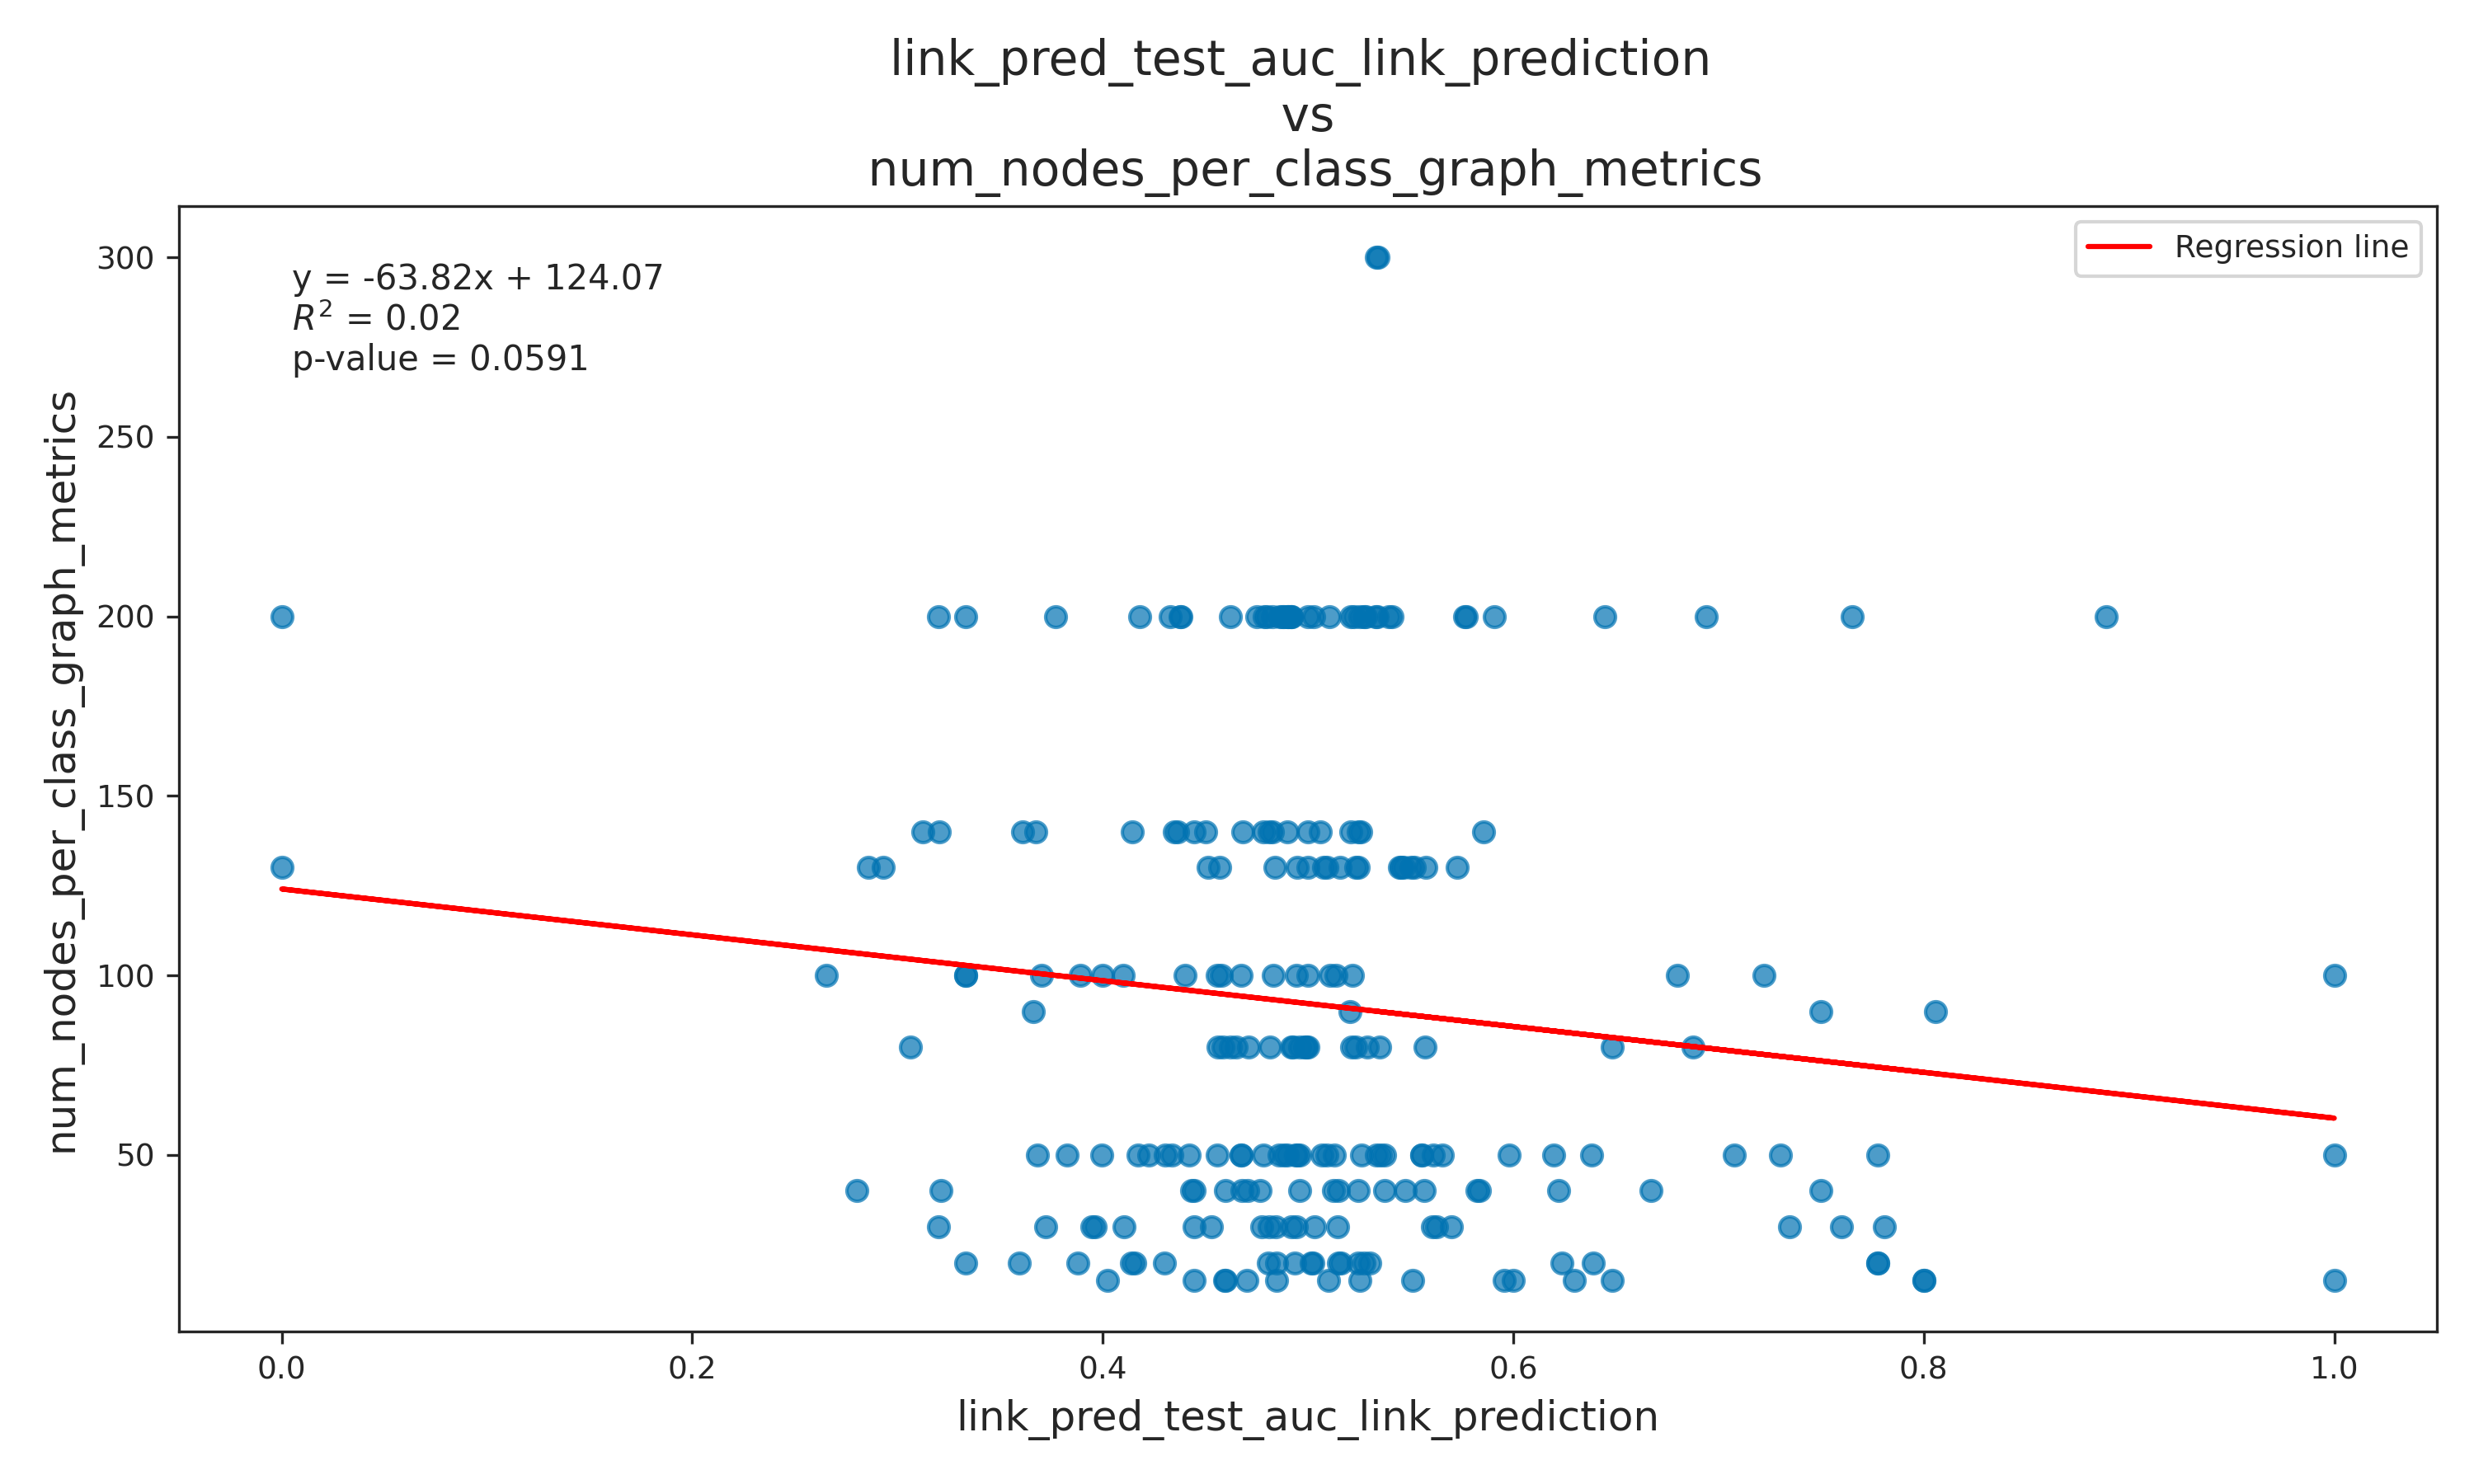 link_pred_test_auc_link_prediction
vs
num_nodes_per_class_graph_metrics
Regression line
y = -63.82x + 124.07
R² = 0.02
p-value = 0.0591
num_nodes_per_class_graph_metrics
300
250
200
150
100
50
0.0 0.2 0.4 0.6 0.8 1.0
link_pred_test_auc_link_prediction